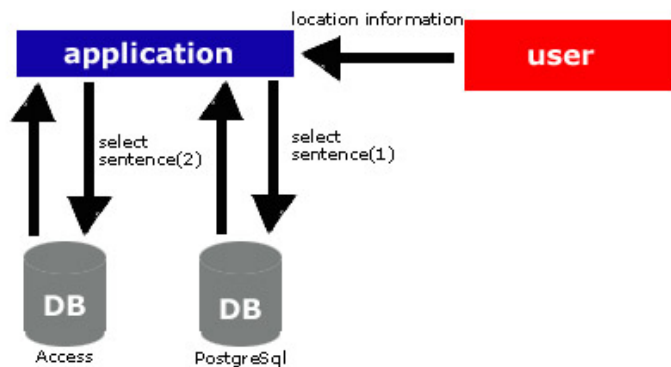 location information
application
user
select
sentence(2)
select
sentence(1)
DB
DB
Access
PostgreSql